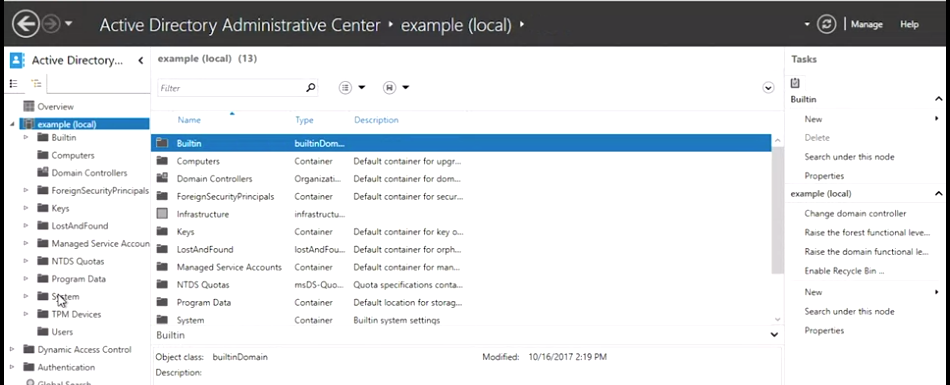 Active Directory Administrative Center • example (local) •
Manage Help
Active Directory...
Overview
example (local)
Builtin
Computers
Domain Controllers
ForeignSecurityPrincipals
Keys
LostAndFound
Managed Service Accoun
NTDS Quotas
Program Data
System
TPM Devices
Users
Dynamic Access Control
Authentication
Global Search
example (local) (13)
Filter
Name Type Description
Builtin builtinDom...
Computers Container Default container for upgr...
Domain Controllers Organizati... Default container for dom...
ForeignSecurityPrincipals Container Default container for secur...
Infrastructure infrastructu...
Keys Container Default container for key o...
LostAndFound lostAndFou... Default container for orph...
Managed Service Accounts Container Default container for man...
NTDS Quotas msDS-Quo... Quota specifications conta...
Program Data Container Default location for storag...
System Container Builtin system settings
Builtin
Object class: builtinDomain Modified: 10/16/2017 2:19 PM
Description:
Tasks
Builtin
New
Delete
Search under this node
Properties
example (local)
Change domain controller
Raise the forest functional leve...
Raise the domain functional le...
Enable Recycle Bin ...
New
Search under this node
Properties